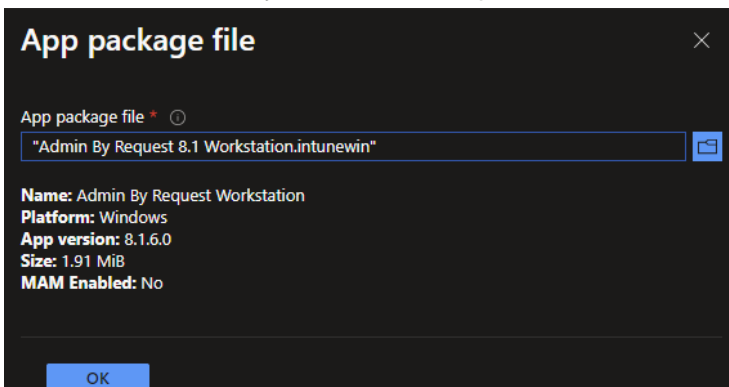 App package file
App package file *
"Admin By Request 8.1 Workstation.intunewin"
Name: Admin By Request Workstation
Platform: Windows
App version: 8.1.6.0
Size: 1.91 MiB
MAM Enabled: No
OK